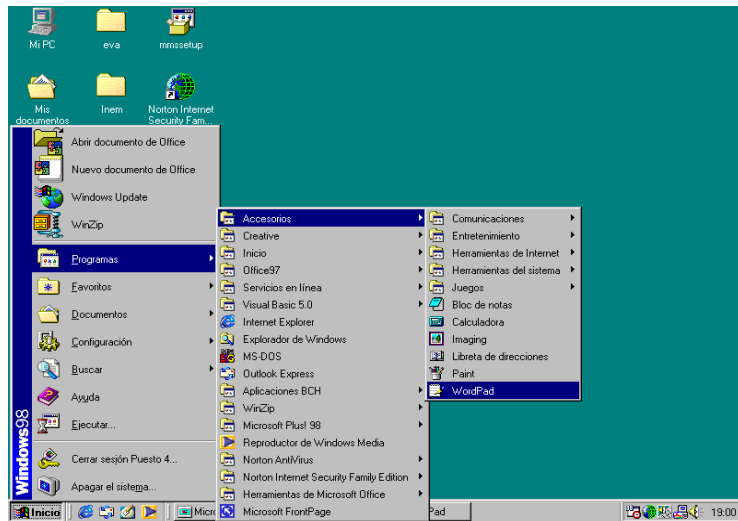 Mi PC
eva
mmssetup
Mis documentos
Inem
Norton Internet Security Fam...
Abrir documento de Office
Nuevo documento de Office
Windows Update
WinZip
Programas
Favoritos
Documentos
Configuración
Buscar
Ayuda
Ejecutar...
Cerrar sesión Puesto 4...
Apagar el sistema...
Windows98
Accesorios
Creative
Inicio
Office97
Servicios en línea
Visual Basic 5.0
Internet Explorer
Explorador de Windows
MS-DOS
Outlook Express
Aplicaciones BCH
WinZip
Microsoft Plus! 98
Reproductor de Windows Media
Norton AntiVirus
Norton Internet Security Family Edition
Herramientas de Microsoft Office
Microsoft FrontPage
Comunicaciones
Entretenimiento
Herramientas de Internet
Herramientas del sistema
Juegos
Bloc de notas
Calculadora
Imaging
Libreta de direcciones
Paint
WordPad
Inicio
Micr
Pad
19:00